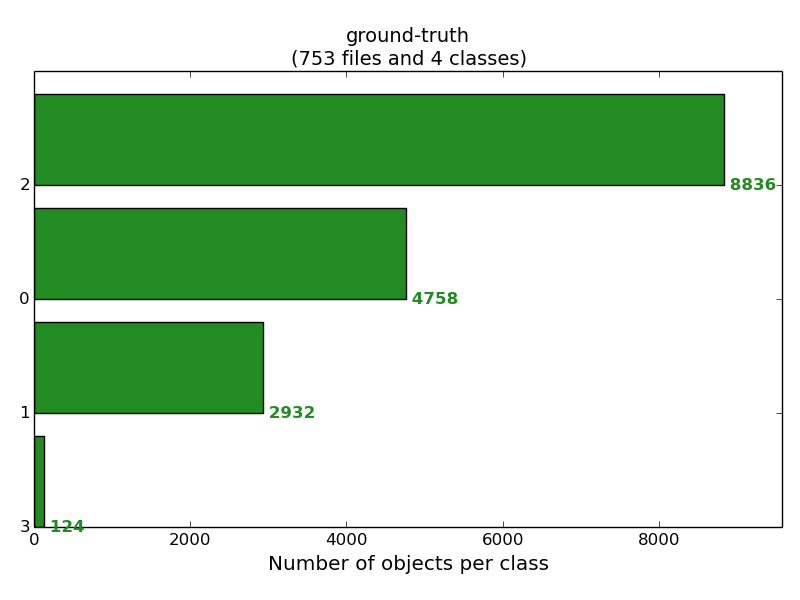 ground-truth
(753 files and 4 classes)
2
8836
0
4758
1
2932
3
124
0 2000 4000 6000 8000
Number of objects per class